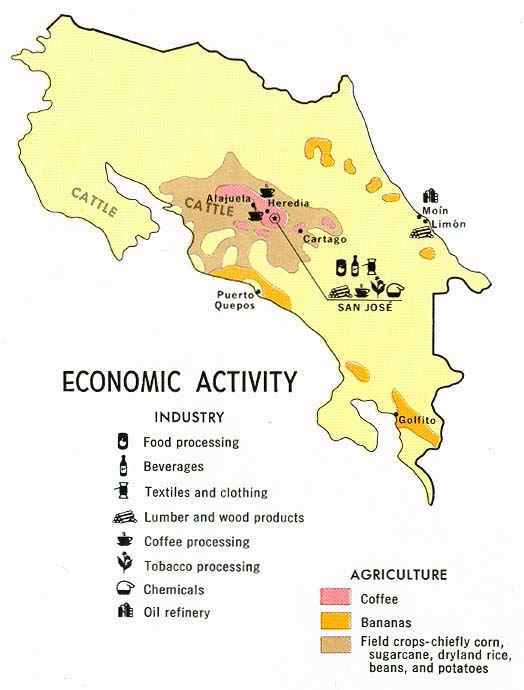 CATTLE
Alajuela
Heredia
CATTLE
Cartago
Moín
Limón
SAN JOSÉ
Puerto
Quepos
Golfito
ECONOMIC ACTIVITY
INDUSTRY
Food processing
Beverages
Textiles and clothing
Lumber and wood products
Coffee processing
Tobacco processing
Chemicals
Oil refinery
AGRICULTURE
Coffee
Bananas
Field crops-chiefly corn,
sugarcane, dryland rice,
beans, and potatoes